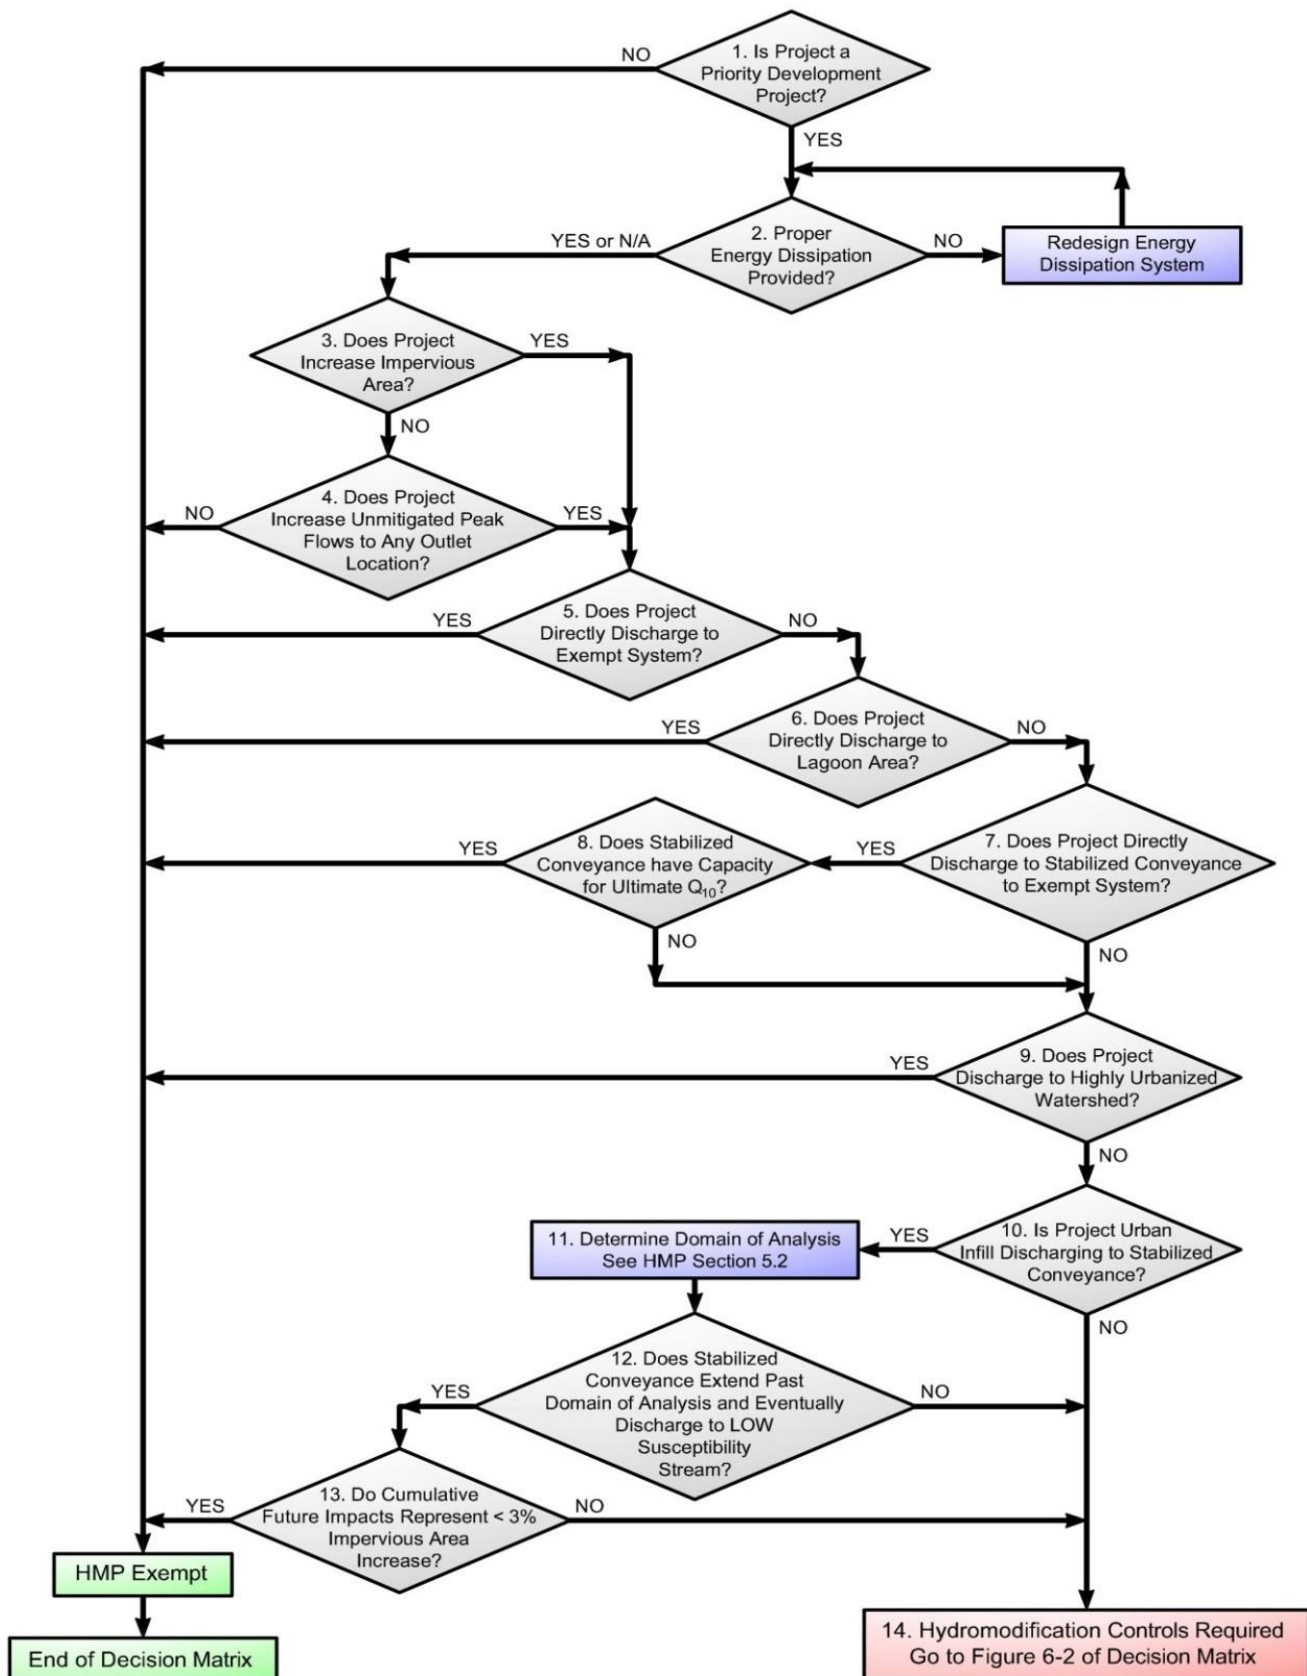 1. Is Project a
Priority Development
Project?
NO
YES
2. Proper
Energy Dissipation
Provided?
YES or N/A
NO
Redesign Energy
Dissipation System
3. Does Project
Increase Impervious
Area?
YES
NO
4. Does Project
Increase Unmitigated Peak
Flows to Any Outlet
Location?
NO
YES
5. Does Project
Directly Discharge to
Exempt System?
YES
NO
6. Does Project
Directly Discharge to
Lagoon Area?
YES
NO
7. Does Project Directly
Discharge to Stabilized Conveyance
to Exempt System?
YES
NO
8. Does Stabilized
Conveyance have Capacity
for Ultimate Q10?
YES
NO
9. Does Project
Discharge to Highly Urbanized
Watershed?
YES
NO
10. Is Project Urban
Infill Discharging to Stabilized
Conveyance?
YES
NO
11. Determine Domain of Analysis
See HMP Section 5.2
12. Does Stabilized
Conveyance Extend Past
Domain of Analysis and Eventually
Discharge to LOW
Susceptibility
Stream?
YES
NO
13. Do Cumulative
Future Impacts Represent < 3%
Impervious Area
Increase?
YES
NO
HMP Exempt
End of Decision Matrix
14. Hydromodification Controls Required
Go to Figure 6-2 of Decision Matrix